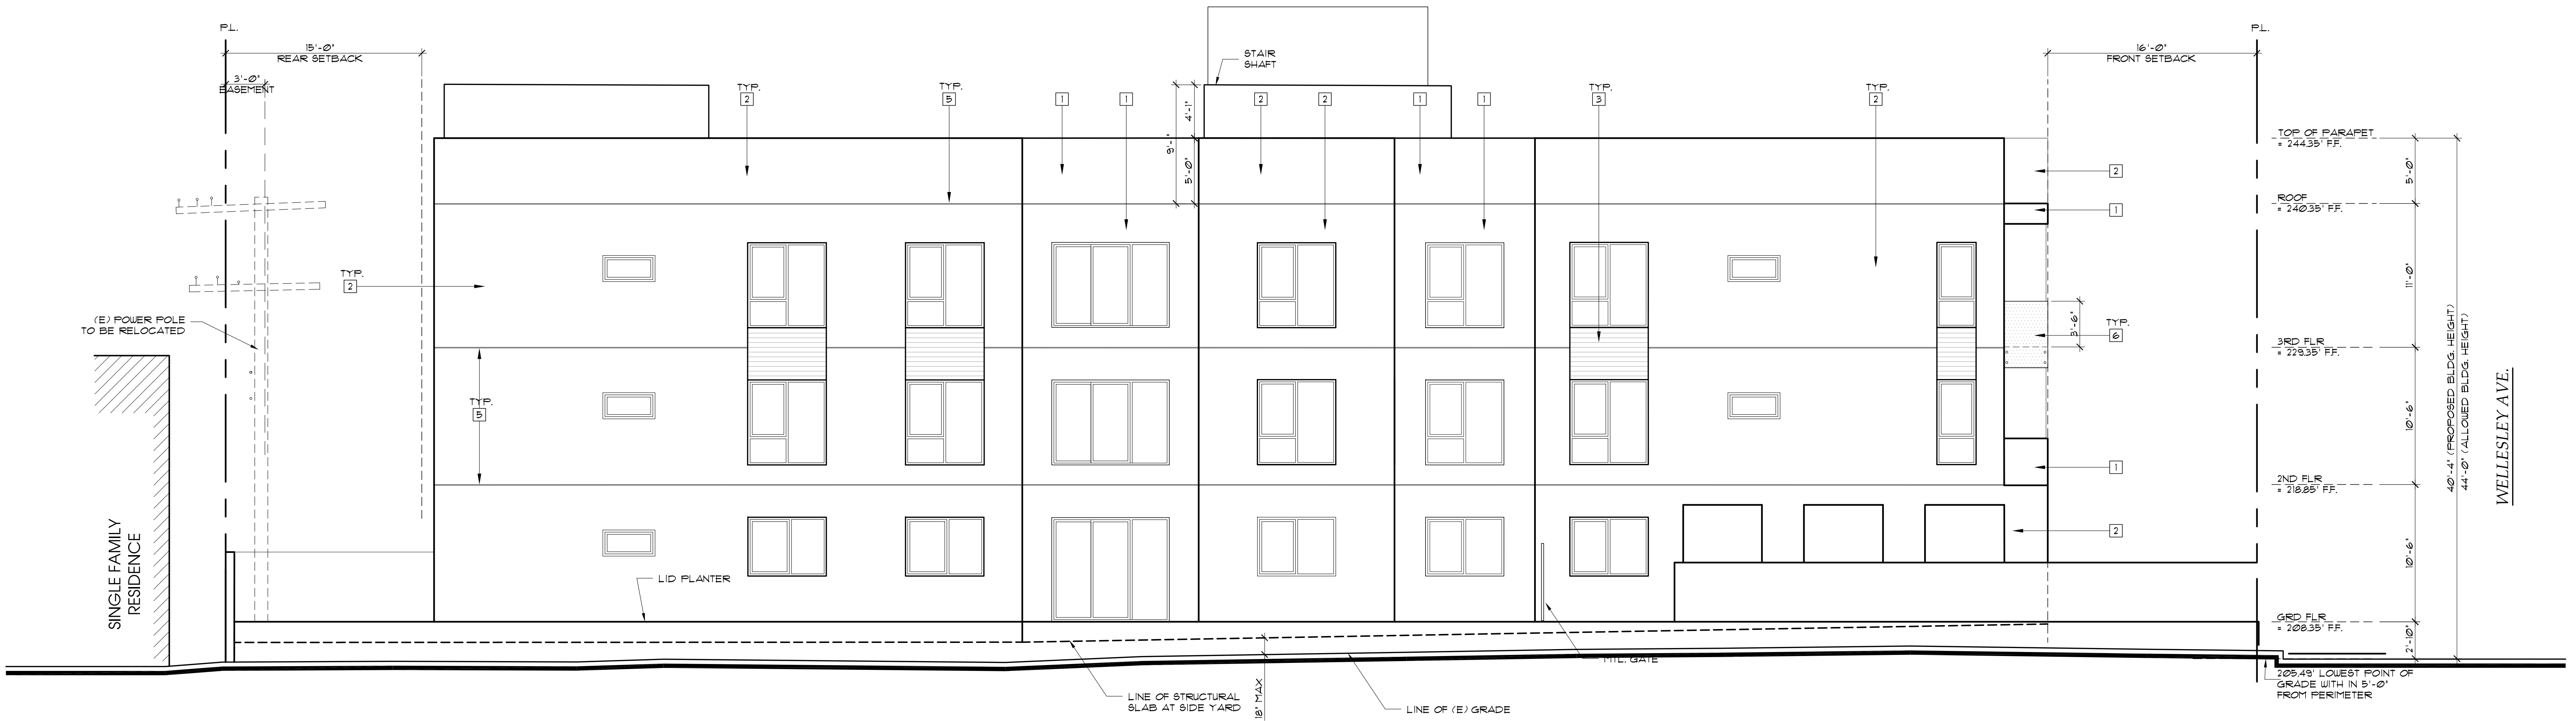 P.L.
15'-0"
REAR SETBACK
3'-0"
EASEMENT
TYP.
2
TYP.
5
1
1
STAIR
SHAFT
2
2
1
1
TYP.
3
TYP.
2
P.L.
16'-0"
FRONT SETBACK
4'-1"
5'-0"
TOP OF PARAPET
= 244.35' F.F.
2
5'-0"
ROOF
= 240.35' F.F.
1
TYP.
2
11'-0"
(E) POWER POLE
TO BE RELOCATED
3'-6"
TYP.
6
3RD FLR
= 229.35' F.F.
40'-4" (PROPOSED BLDG. HEIGHT)
44'-0" (ALLOWED BLDG. HEIGHT)
WELLESLEY AVE.
TYP.
5
10'-6"
1
2ND FLR
= 218.85' F.F.
2
SINGLE FAMILY
RESIDENCE
10'-6"
LID PLANTER
GRD FLR
= 208.35' F.F.
2'-10"
MTL. GATE
205.49' LOWEST POINT OF
GRADE WITH IN 5'-0"
FROM PERIMETER
LINE OF STRUCTURAL
SLAB AT SIDE YARD
18" MAX
LINE OF (E) GRADE